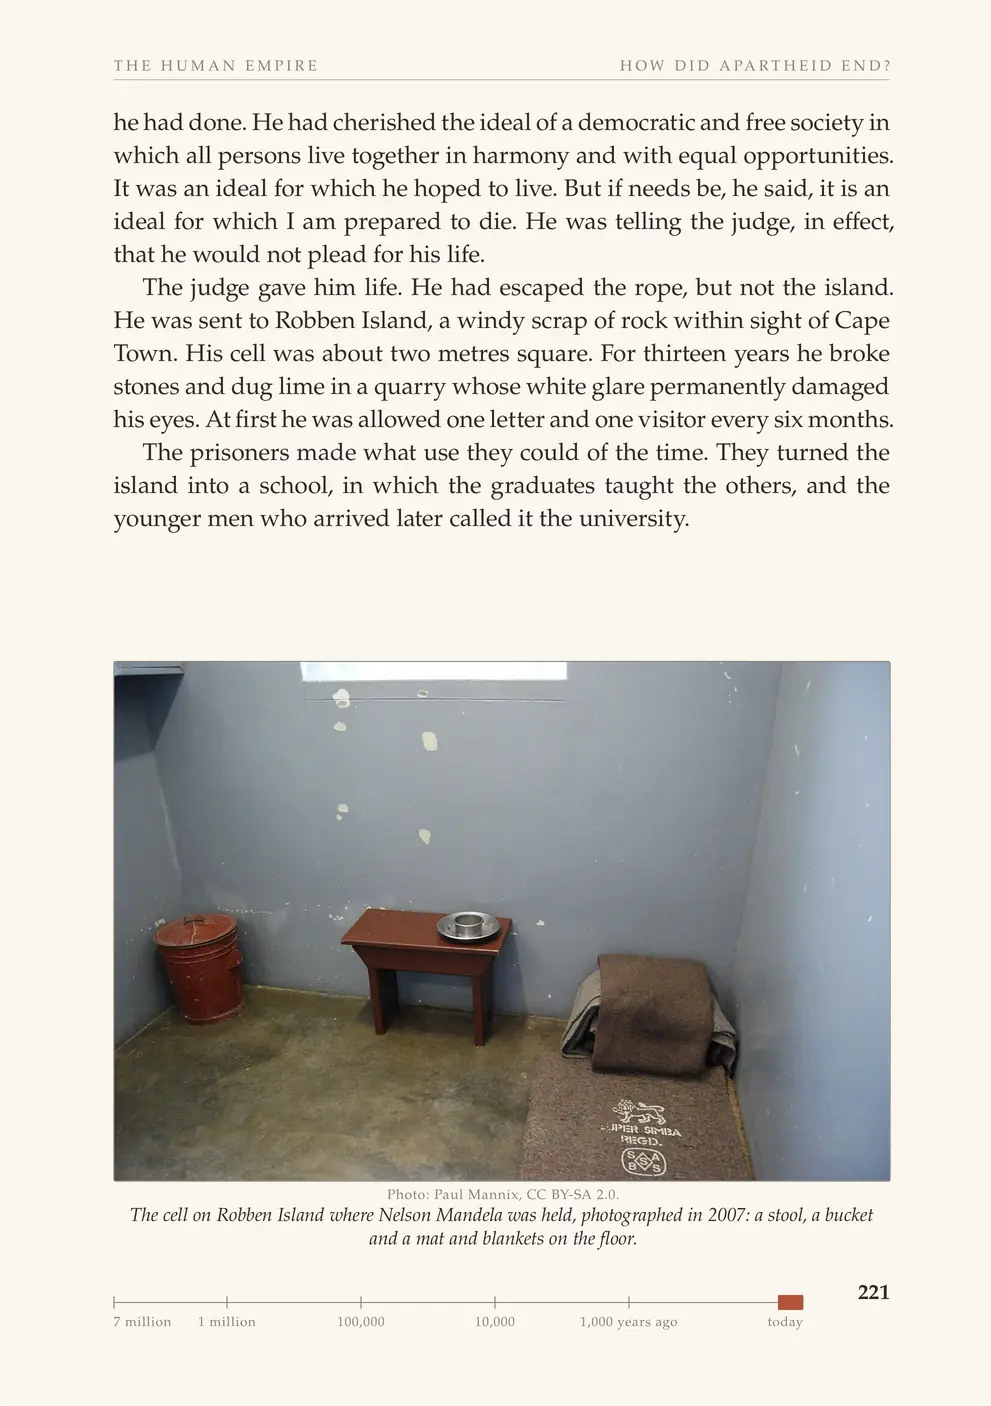 THE HUMAN EMPIRE
HOW DID APARTHEID END?
he had done. He had cherished the ideal of a democratic and free society in
which all persons live together in harmony and with equal opportunities.
It was an ideal for which he hoped to live. But if needs be, he said, it is an
ideal for which I am prepared to die. He was telling the judge, in effect,
that he would not plead for his life.
The judge gave him life. He had escaped the rope, but not the island.
He was sent to Robben Island, a windy scrap of rock within sight of Cape
Town. His cell was about two metres square. For thirteen years he broke
stones and dug lime in a quarry whose white glare permanently damaged
his eyes. At first he was allowed one letter and one visitor every six months.
The prisoners made what use they could of the time. They turned the
island into a school, in which the graduates taught the others, and the
younger men who arrived later called it the university.
SUPER SIMBA
REGD.
S A
S
B S
Photo: Paul Mannix, CC BY-SA 2.0.
The cell on Robben Island where Nelson Mandela was held, photographed in 2007: a stool, a bucket
and a mat and blankets on the floor.
221
7 million 1 million 100,000 10,000 1,000 years ago today